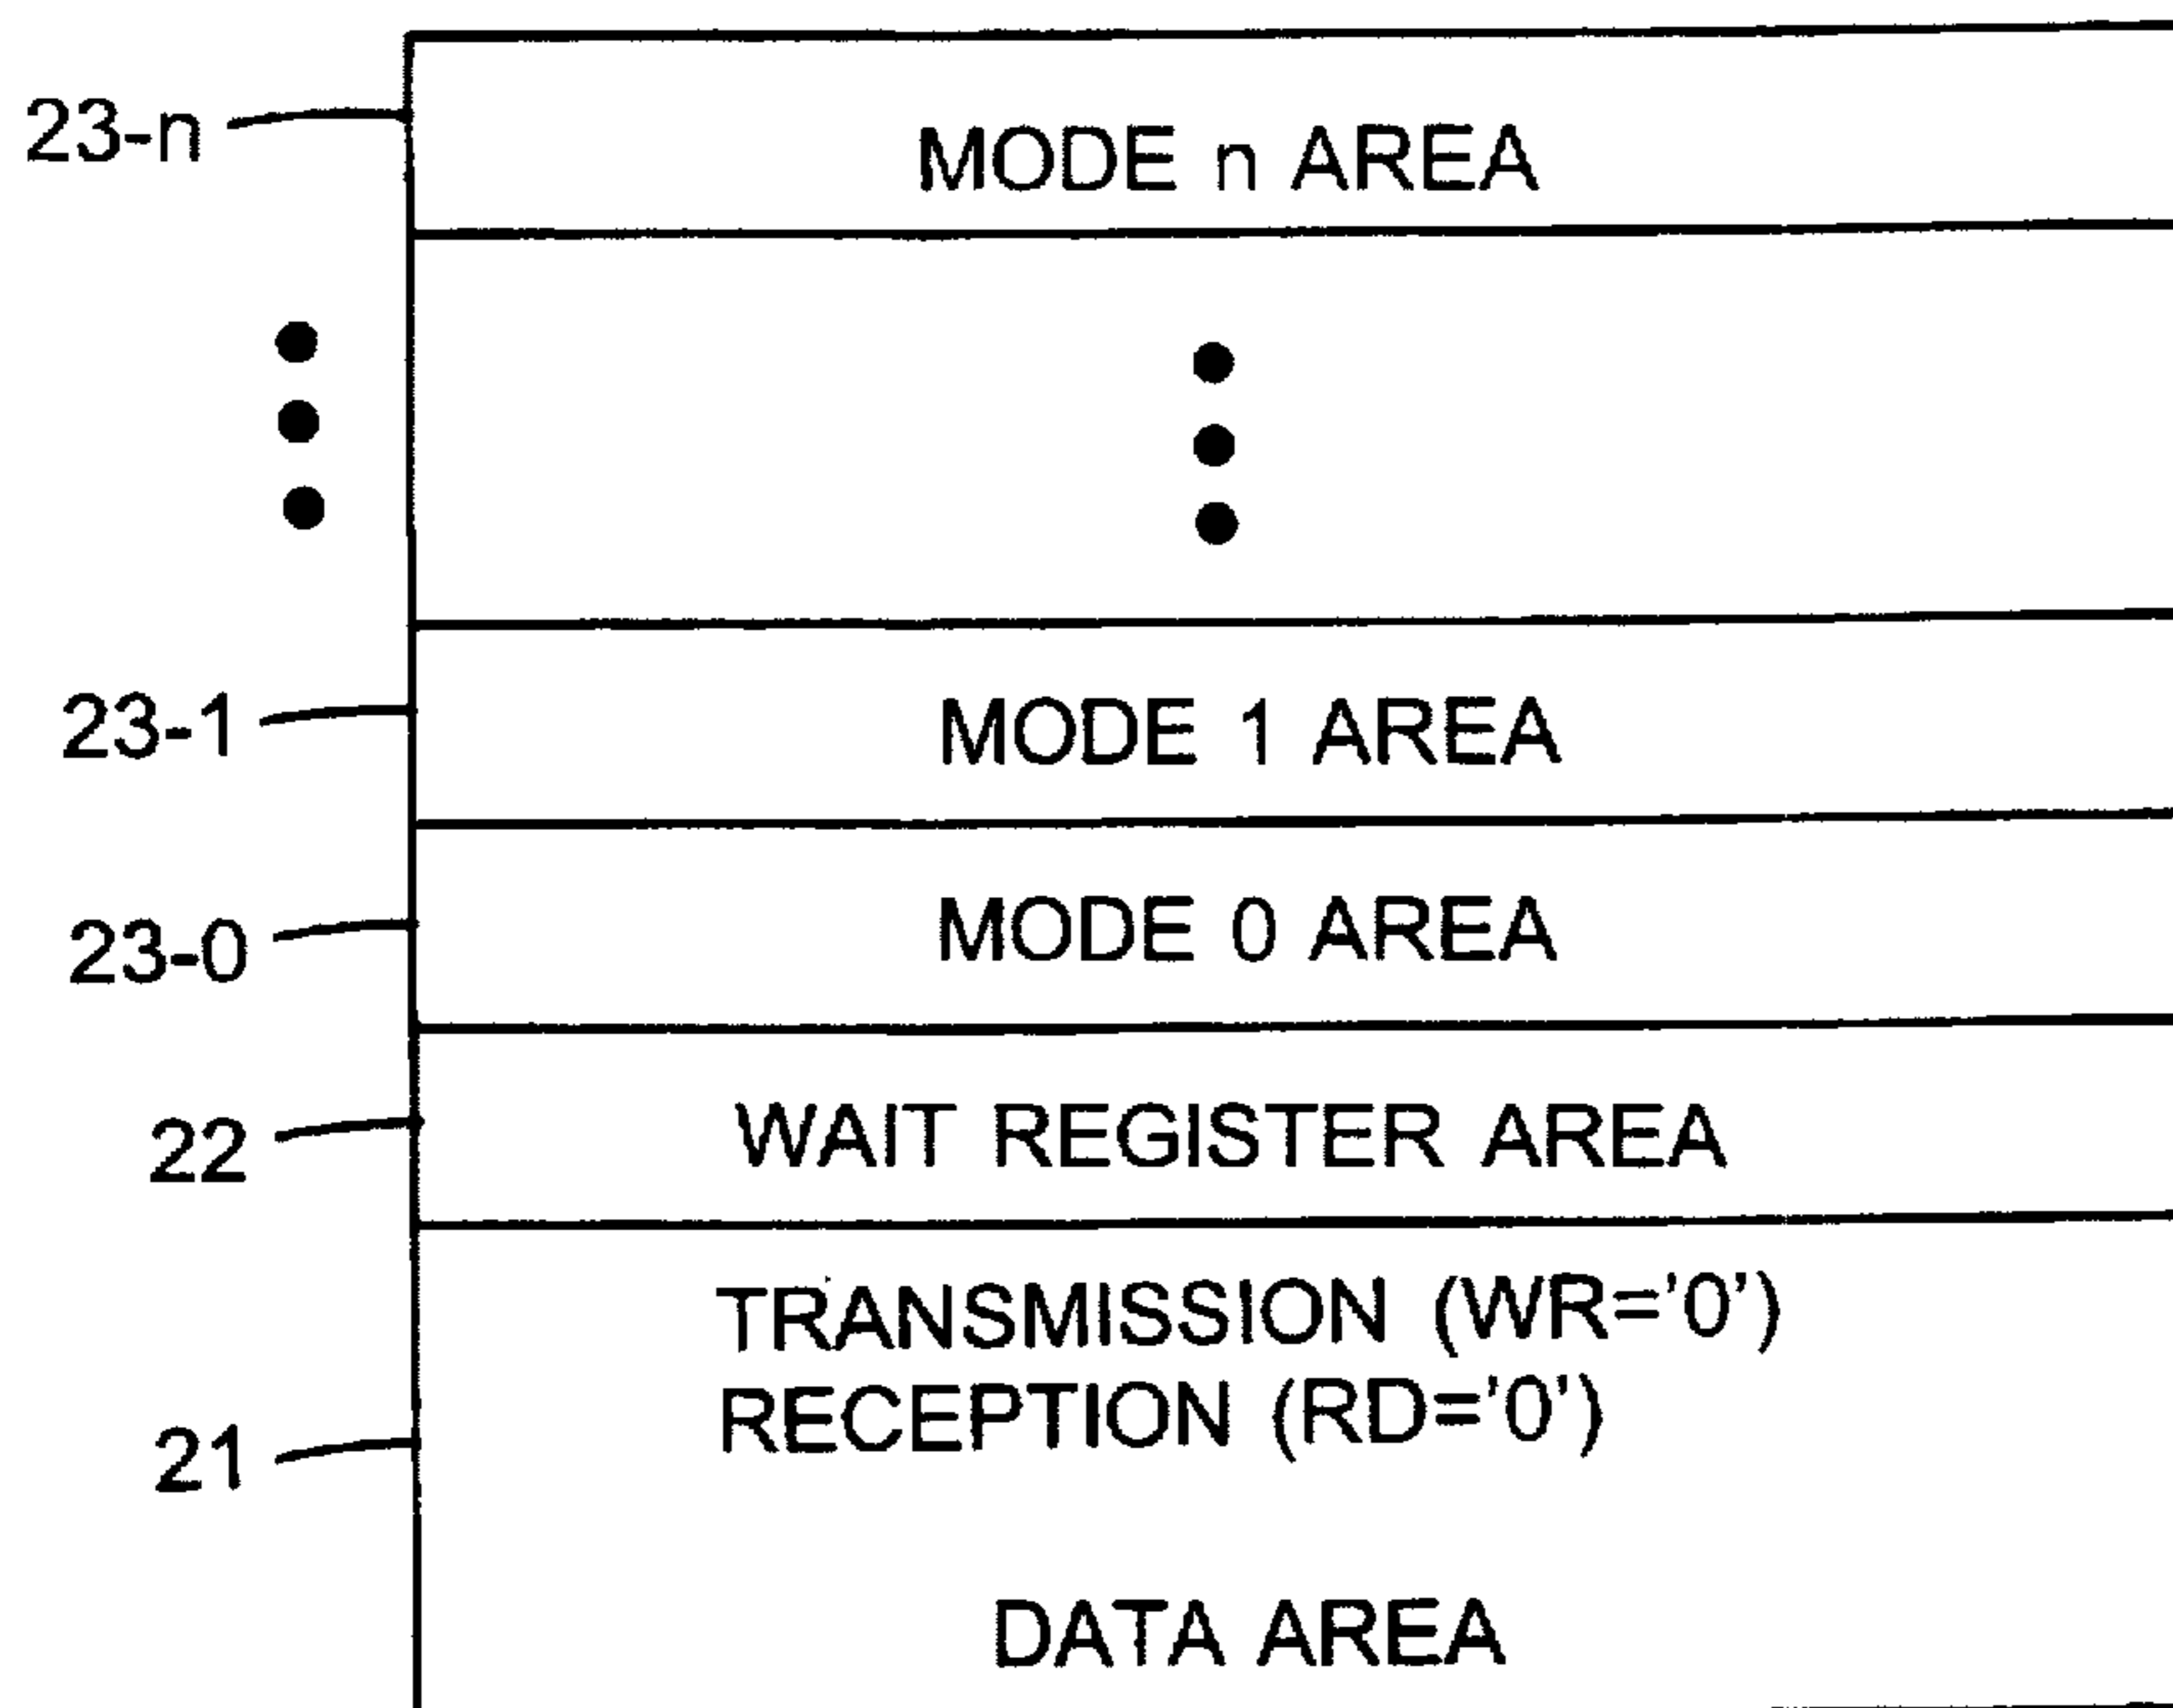 23-n MODE n AREA
23-1 MODE 1 AREA
23-0 MODE 0 AREA
22 WAIT REGISTER AREA
TRANSMISSION (WR='0')
RECEPTION (RD='0')
21
DATA AREA